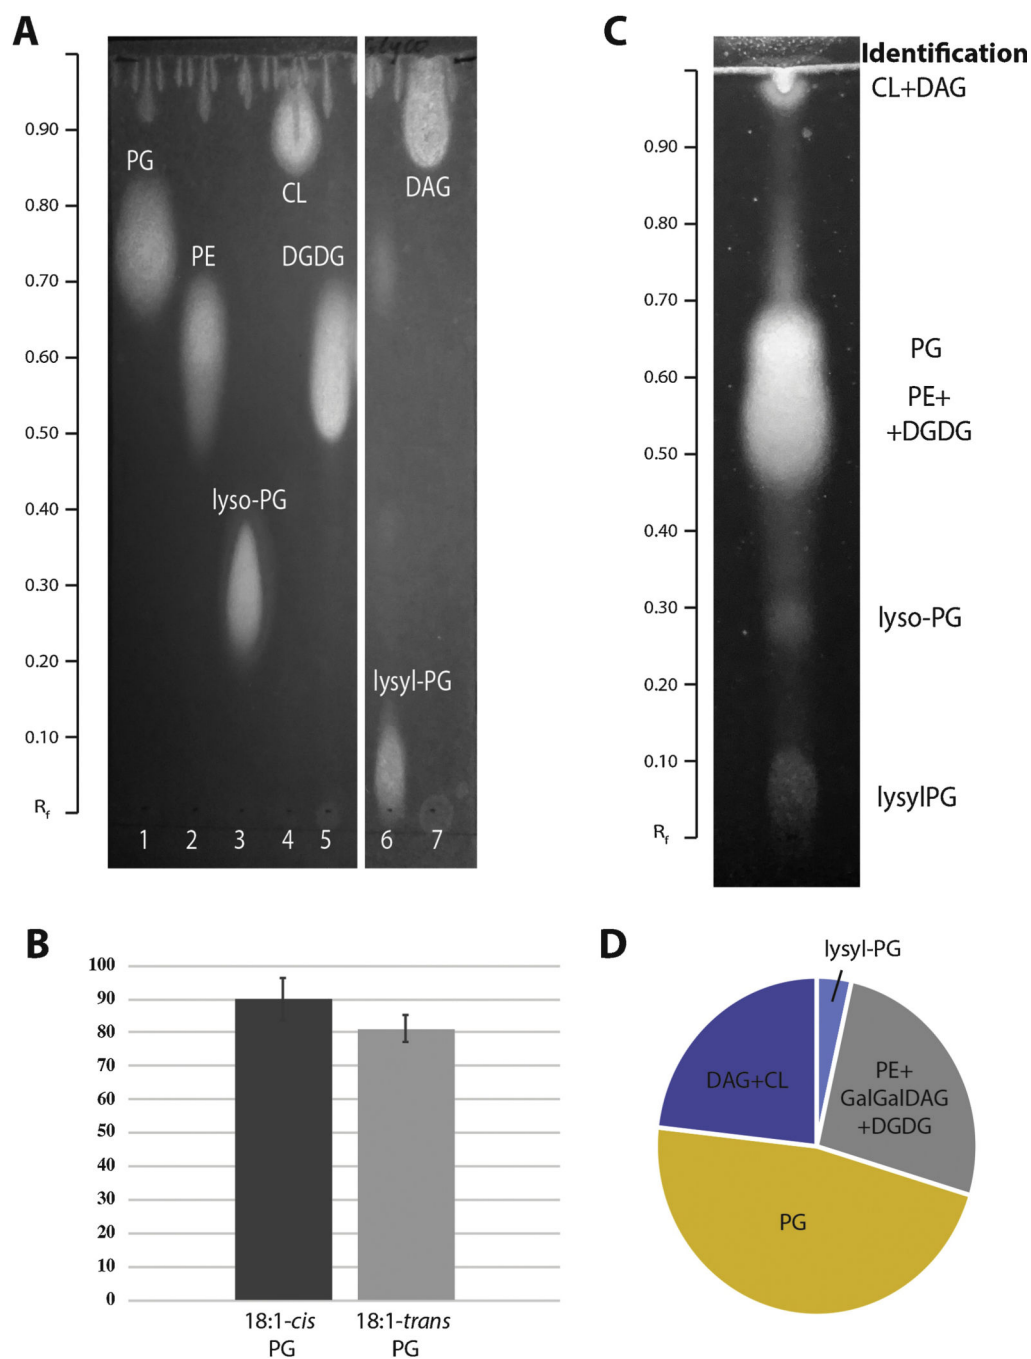 A
0.90
0.80
0.70
0.60
0.50
0.40
0.30
0.20
0.10
Rf
PG
PE
CL
DGDG
DAG
lyso-PG
lysyl-PG
1 2 3 4 5 6 7
C
Identification
CL+DAG
0.90
0.80
0.70
0.60
0.50
0.40
0.30
0.20
0.10
Rf
PG
PE+
+DGDG
lyso-PG
lysylPG
B
100
90
80
70
60
50
40
30
20
10
0
18:1-cis
PG
18:1-trans
PG
D
lysyl-PG
DAG+CL
PE+
GalGalDAG
+DGDG
PG